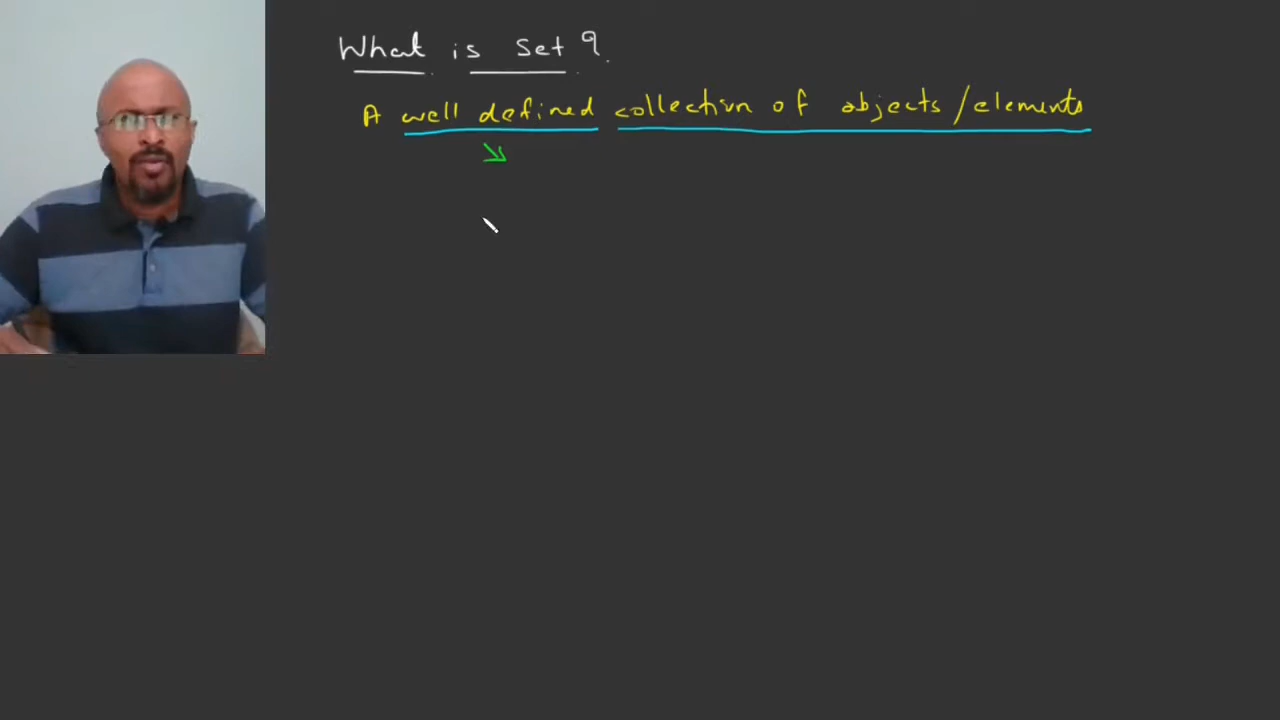 What is Set ?
A well defined collection of objects/elements